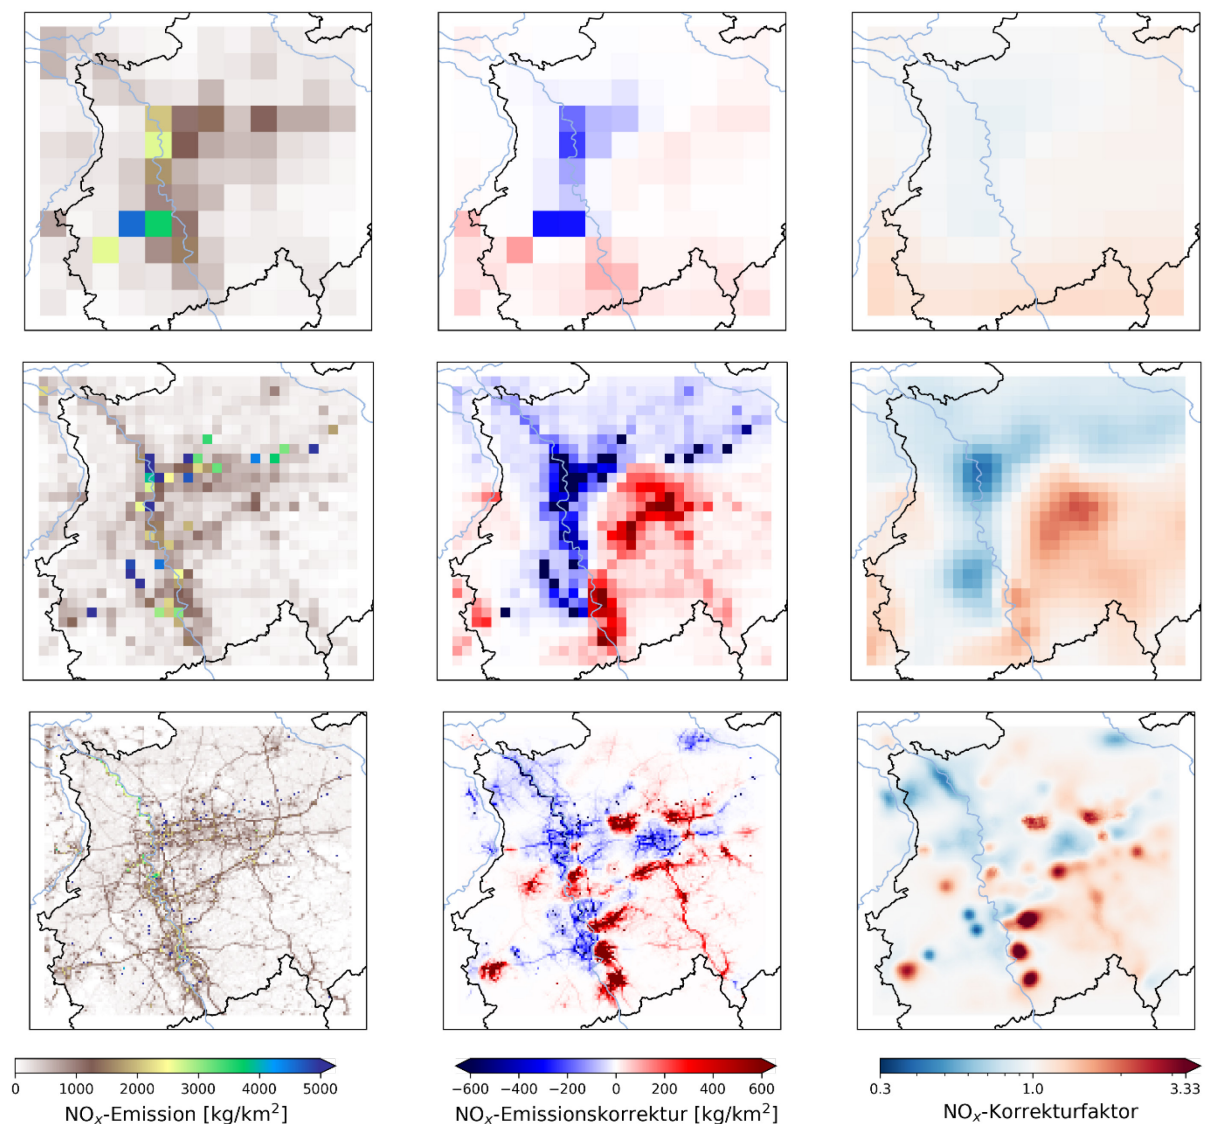 0 1000 2000 3000 4000 5000
NOx-Emission [kg/km²]
−600 −400 −200 0 200 400 600
NOx-Emissionskorrektur [kg/km²]
0.3 1.0 3.33
NOx-Korrekturfaktor